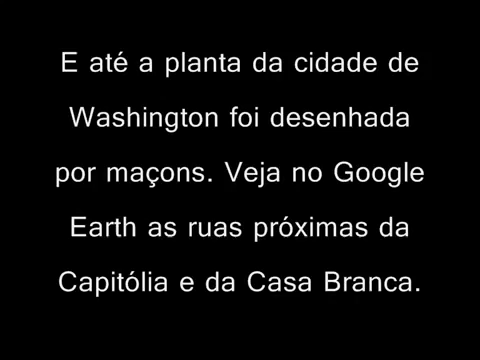 E até a planta da cidade de
Washington foi desenhada
por maçons. Veja no Google
Earth as ruas próximas da
Capitólia e da Casa Branca.